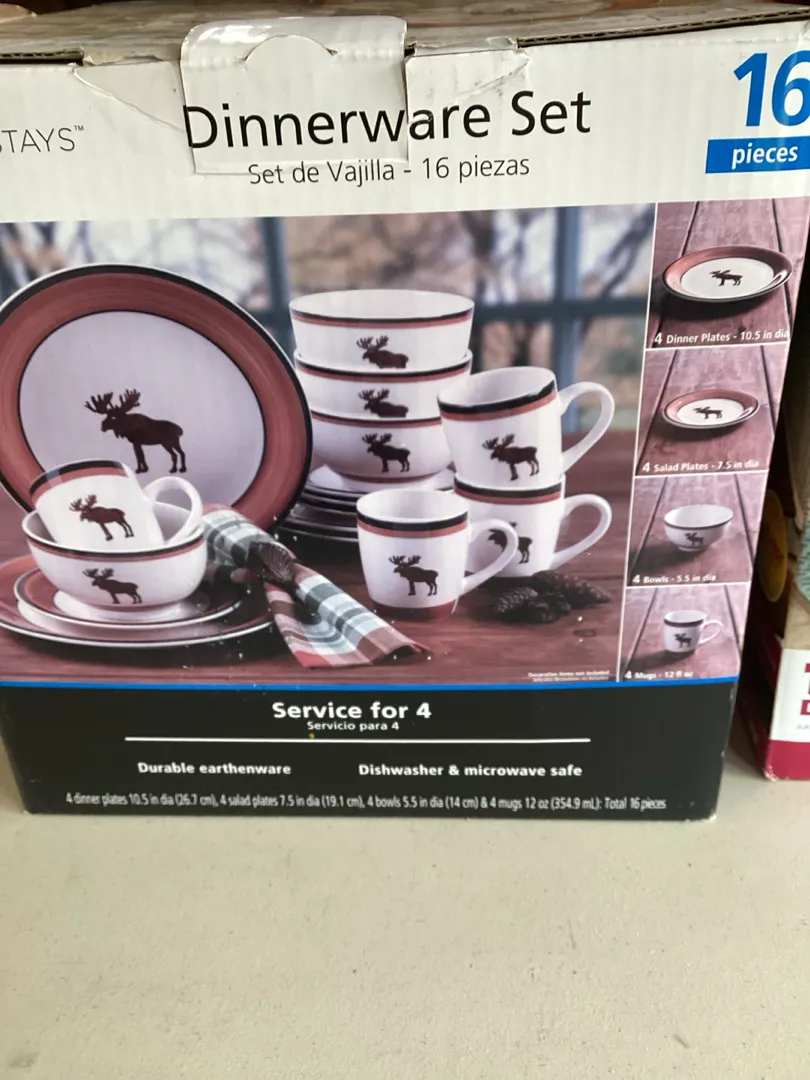 STAYS™
Dinnerware Set
Set de Vajilla - 16 piezas
16
pieces
4 Dinner Plates - 10.5 in dia
4 Salad Plates - 7.5 in dia
4 Bowls - 5.5 in dia
4 Mugs - 12 fl oz
Service for 4
Servicio para 4
Durable earthenware
Dishwasher & microwave safe
4 dinner plates 10.5 in dia (26.7 cm), 4 salad plates 7.5 in dia (19.1 cm), 4 bowls 5.5 in dia (14 cm) & 4 mugs 12 oz (354.9 mL): Total 16 pieces